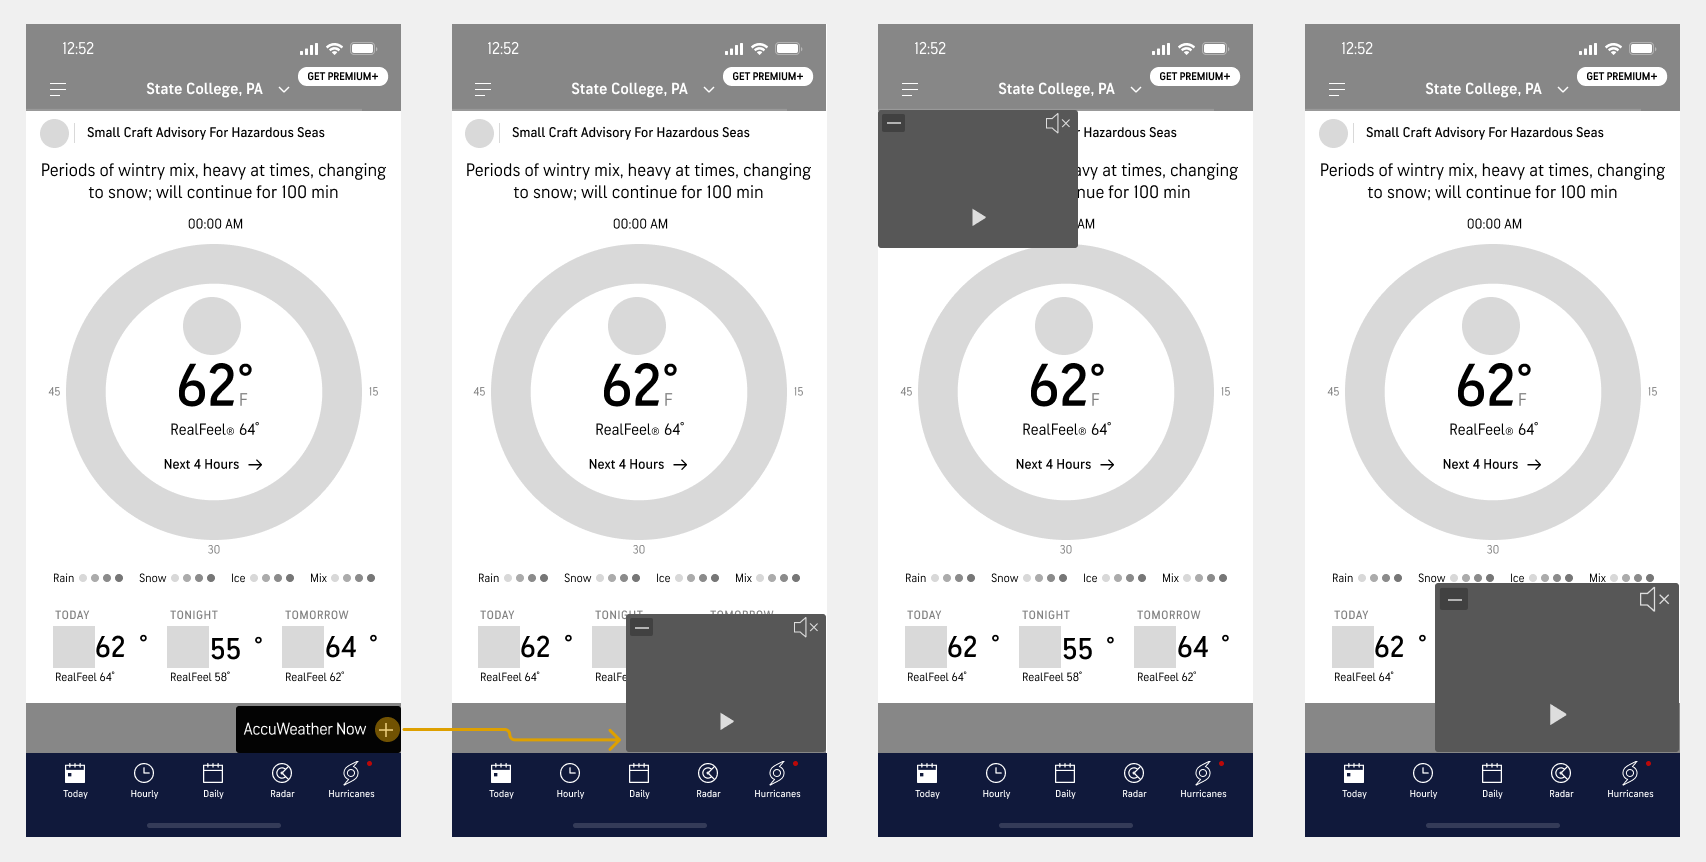 12:52
GET PREMIUM+
State College, PA
Small Craft Advisory For Hazardous Seas
Periods of wintry mix, heavy at times, changing
to snow; will continue for 100 min
00:00 AM
45
15
62°
F
RealFeel® 64°
Next 4 Hours →
30
Rain
Snow
Ice
Mix
TODAY
TONIGHT
TOMORROW
62 °
55 °
64 °
RealFeel 64°
RealFeel 58°
RealFeel 62°
AccuWeather Now +
Today
Hourly
Daily
Radar
Hurricanes
12:52
GET PREMIUM+
State College, PA
Small Craft Advisory For Hazardous Seas
Periods of wintry mix, heavy at times, changing
to snow; will continue for 100 min
00:00 AM
45
15
62°
F
RealFeel® 64°
Next 4 Hours →
30
Rain
Snow
Ice
Mix
TODAY
TONIGHT
TOMORROW
62 °
RealFeel 64°
RealFe
Today
Hourly
Daily
Radar
Hurricanes
12:52
GET PREMIUM+
State College, PA
Hazardous Seas
avy at times, changing
nue for 100 min
AM
45
15
62°
F
RealFeel® 64°
Next 4 Hours →
30
Rain
Snow
Ice
Mix
TODAY
TONIGHT
TOMORROW
62 °
55 °
64 °
RealFeel 64°
RealFeel 58°
RealFeel 62°
Today
Hourly
Daily
Radar
Hurricanes
12:52
GET PREMIUM+
State College, PA
Small Craft Advisory For Hazardous Seas
Periods of wintry mix, heavy at times, changing
to snow; will continue for 100 min
00:00 AM
45
15
62°
F
RealFeel® 64°
Next 4 Hours →
30
Rain
Snow
Ice
Mix
TODAY
62 °
RealFeel 64°
Today
Hourly
Daily
Radar
Hurricanes